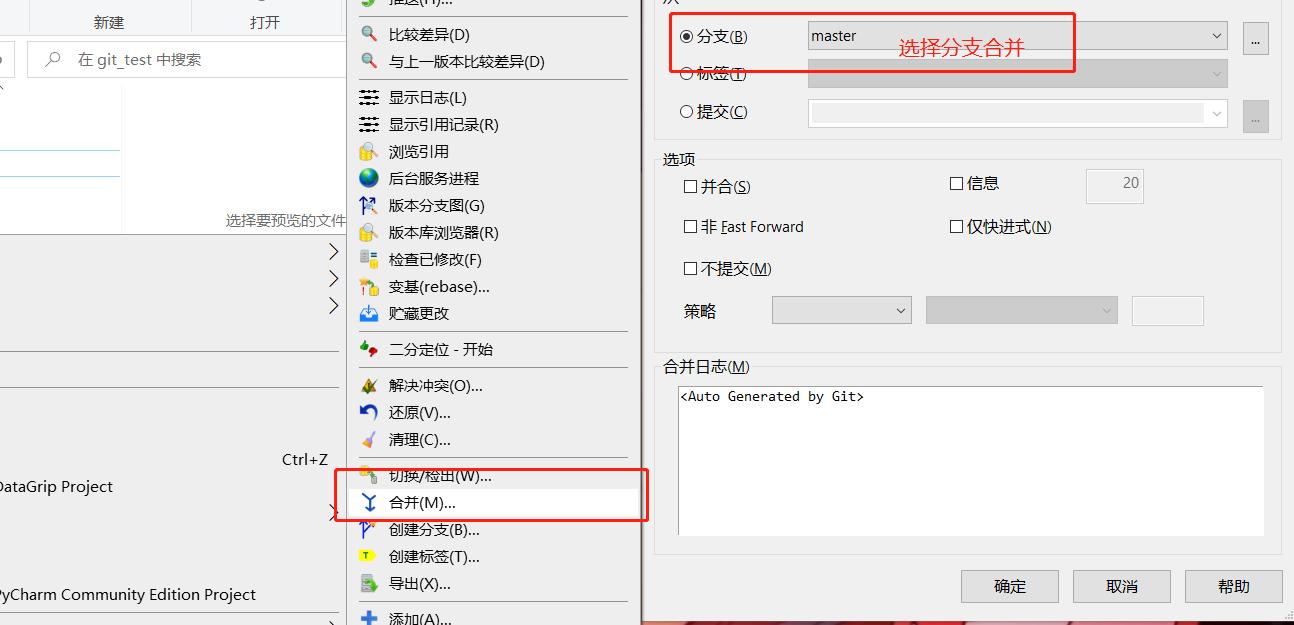 新建
打开
在 git_test 中搜索
选择要预览的文件
Ctrl+Z
DataGrip Project
PyCharm Community Edition Project
比较差异(D)
与上一版本比较差异(D)
显示日志(L)
显示引用记录(R)
浏览引用
后台服务进程
版本分支图(G)
版本库浏览器(R)
检查已修改(F)
变基(rebase)...
贮藏更改
二分定位 - 开始
解决冲突(O)...
还原(V)...
清理(C)...
切换/检出(W)...
合并(M)...
创建分支(B)...
创建标签(T)...
导出(X)...
添加(A)...
分支(B)
master
选择分支合并
...
标签(T)
提交(C)
...
选项
并合(S)
信息
20
非 Fast Forward
仅快进式(N)
不提交(M)
策略
合并日志(M)
<Auto Generated by Git>
确定
取消
帮助